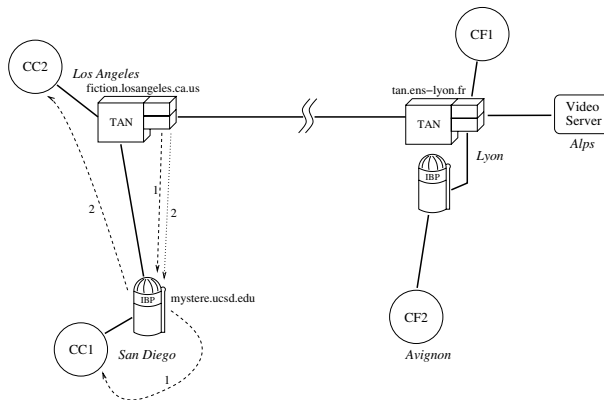 CF1
CC2
Los Angeles
fiction.losangeles.ca.us
tan.ens−lyon.fr
Video
Server
TAN
TAN
Alps
Lyon
IBP
1
2
2
IBP
mystere.ucsd.edu
CF2
CC1
San Diego
Avignon
1